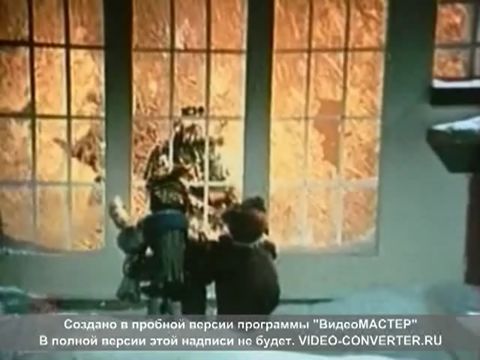 Создано в пробной версии программы "ВидеоМАСТЕР"
В полной версии этой надписи не будет. VIDEO-CONVERTER.RU